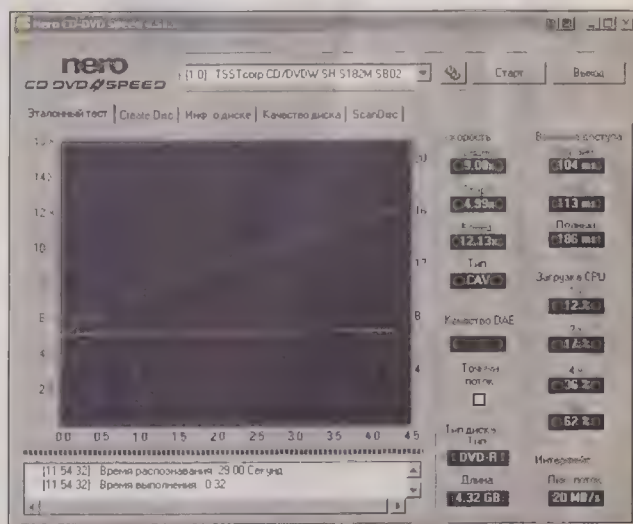 Nero CD-DVD Speed
nero
CD DVD SPEED
[1:0] TSSTcorp CD/DVDW SH-S182M SB02
Старт
Выход
Эталонный тест
Create Disc
Инф. о диске
Качество диска
ScanDisc
Скорость
9.00x
4.99x
12.13x
Тип
CAV
Качество DAE
Точный поток
Тип диска
Тип
DVD-R
Длина
4.32 GB
Время доступа
104 ms
113 ms
Полный
186 ms
Загрузка CPU
12 %
36 %
62 %
Интерфейс
Пик. поток
20 MB/s
14
12
10
6
4
2
16
12
8
4
0.0 0.5 1.0 1.5 2.0 2.5 3.0 3.5 4.0 4.5
[11:54:32] Время распознавания: 29.00 Секунд
[11:54:32] Время выполнения: 0:32